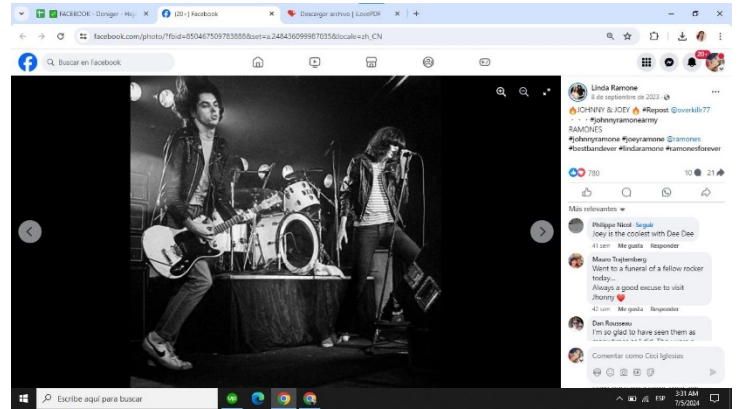 FACEBOOK - Doniger - Hoj
(20+) Facebook
Descargar archivo | iLovePDF
facebook.com/photo/?fbid=850467509783888&set=a.248436099987035&locale=zh_CN
Buscar en Facebook
20+
Linda Ramone
8 de septiembre de 2023
🔥JOHNNY & JOEY 🔥 #Repost @overkillr77
・・・ #johnnyramonearmy
RAMONES
#johnnyramone #joeyramone @ramones
#bestbandever #lindaramone #ramonesforever
780
10
21
Más relevantes
Philippe Nicol · Seguir
Joey is the coolest with Dee Dee
41 sem Me gusta Responder
Mauro Trajtemberg
Went to a funeral of a fellow rocker
today...
Always a good excuse to visit
Jhonny ❤️
42 sem Me gusta Responder
Dan Rousseau
I'm so glad to have seen them as
Comentar como Ceci Iglesias
Escribe aquí para buscar
ESP
3:31 AM
7/5/2024